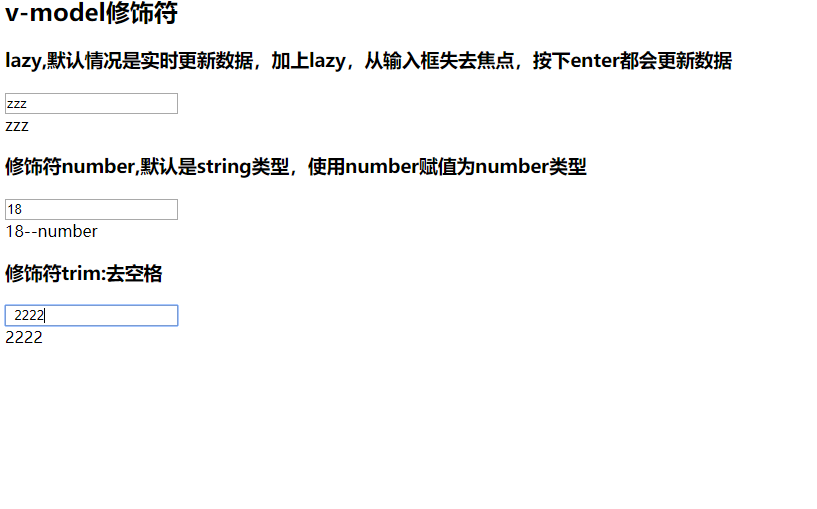 v-model修饰符
lazy,默认情况是实时更新数据，加上lazy，从输入框失去焦点，按下enter都会更新数据
zzz
zzz
修饰符number,默认是string类型，使用number赋值为number类型
18
18--number
修饰符trim:去空格
2222
2222